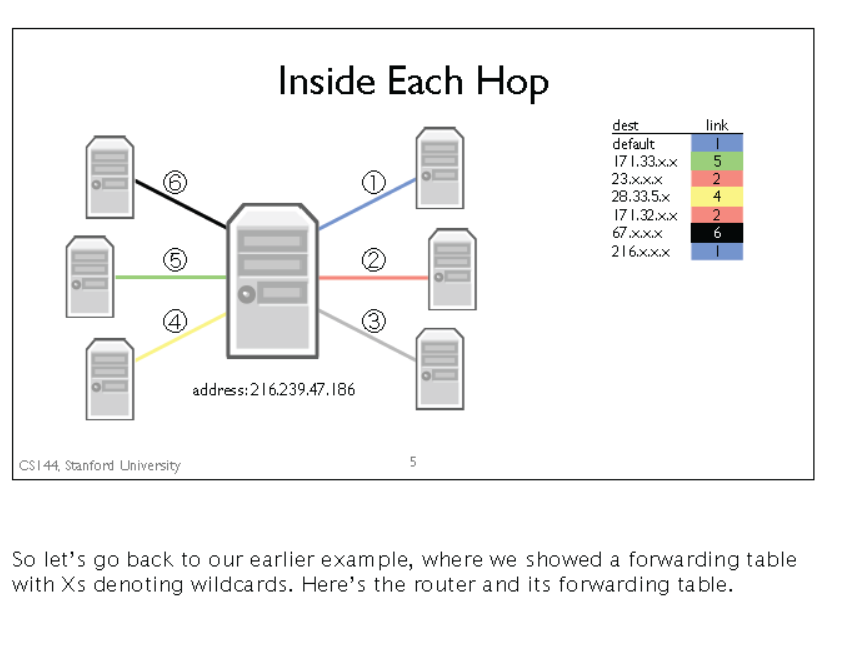 Inside Each Hop
dest link
default 1
171.33.x.x 5
23.x.x.x 2
28.33.5.x 4
171.32.x.x 2
67.x.x.x 6
216.x.x.x 1
⑥ ①
⑤ ②
④ ③
address: 216.239.47.186
CS144, Stanford University 5
So let's go back to our earlier example, where we showed a forwarding table
with Xs denoting wildcards. Here's the router and its forwarding table.